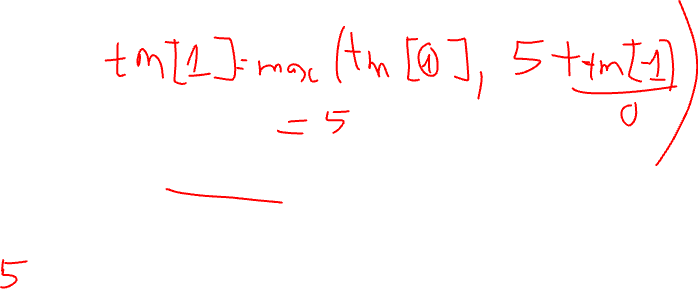 tm[1]=max(tm[0], 5+tm[-1])
0
= 5
5